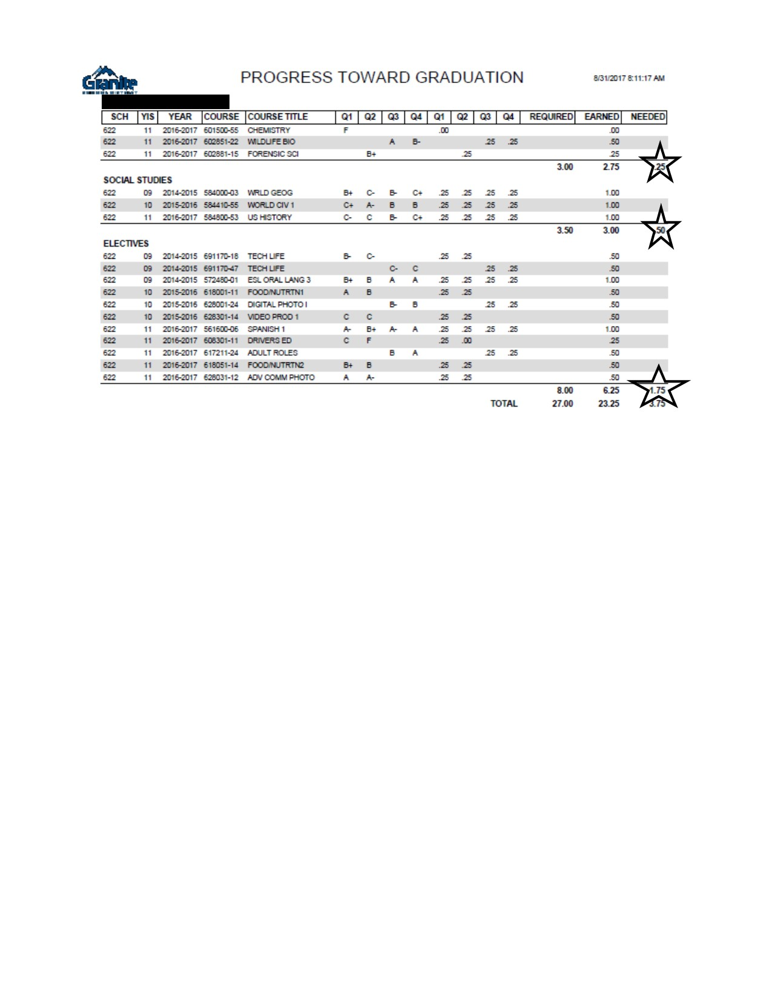 Granite
PROGRESS TOWARD GRADUATION
8/31/2017 8:11:17 AM
SCH YIS YEAR COURSE COURSE TITLE Q1 Q2 Q3 Q4 Q1 Q2 Q3 Q4 REQUIRED EARNED NEEDED
622 11 2016-2017 601500-55 CHEMISTRY F .00 .00
622 11 2016-2017 602851-22 WILDLIFE BIO A B- .25 .25 .50
622 11 2016-2017 602881-15 FORENSIC SCI B+ .25 .25
3.00 2.75 .25
SOCIAL STUDIES
622 09 2014-2015 584000-03 WRLD GEOG B+ C- B- C+ .25 .25 .25 .25 1.00
622 10 2015-2016 584410-55 WORLD CIV 1 C+ A- B B .25 .25 .25 .25 1.00
622 11 2016-2017 584800-53 US HISTORY C- C B- C+ .25 .25 .25 .25 1.00
3.50 3.00 .50
ELECTIVES
622 09 2014-2015 691170-18 TECH LIFE B- C- .25 .25 .50
622 09 2014-2015 691170-47 TECH LIFE C- C .25 .25 .50
622 09 2014-2015 572480-01 ESL ORAL LANG 3 B+ B A A .25 .25 .25 .25 1.00
622 10 2015-2016 618001-11 FOOD/NUTRTN1 A B .25 .25 .50
622 10 2015-2016 628001-24 DIGITAL PHOTO I B- B .25 .25 .50
622 10 2015-2016 628301-14 VIDEO PROD 1 C C .25 .25 .50
622 11 2016-2017 561600-06 SPANISH 1 A- B+ A- A .25 .25 .25 .25 1.00
622 11 2016-2017 608301-11 DRIVERS ED C F .25 .00 .25
622 11 2016-2017 617211-24 ADULT ROLES B A .25 .25 .50
622 11 2016-2017 618051-14 FOOD/NUTRTN2 B+ B .25 .25 .50
622 11 2016-2017 628031-12 ADV COMM PHOTO A A- .25 .25 .50
8.00 6.25 1.75
TOTAL 27.00 23.25 3.75